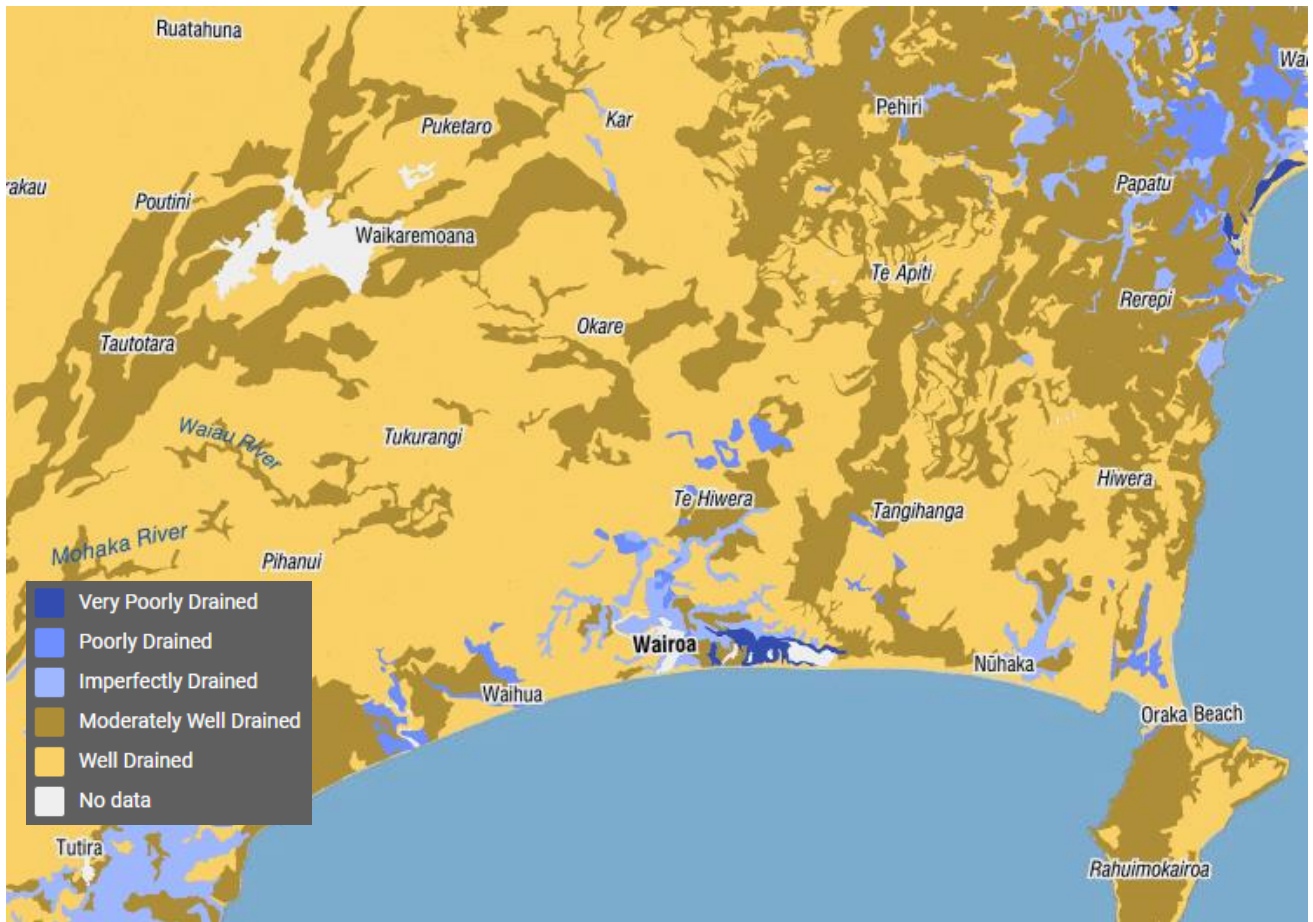 Ruatahuna
Wai
Kar
Pehiri
Puketaro
rakau
Papatu
Poutini
Waikaremoana
Te Apiti
Rerepi
Okare
Tautotara
Waiau River
Tukurangi
Hiwera
Te Hiwera
Tangihanga
Mohaka River
Pihanui
Very Poorly Drained
Poorly Drained
Imperfectly Drained
Moderately Well Drained
Well Drained
No data
Wairoa
Nūhaka
Waihua
Oraka Beach
Tutira
Rahuimokairoa